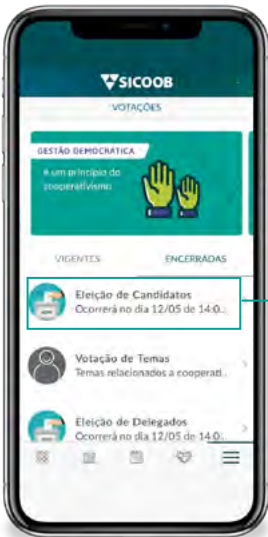 SICOOB
VOTAÇÕES
GESTÃO DEMOCRÁTICA
é um princípio do
cooperativismo
VIGENTES
ENCERRADAS
Eleição de Candidatos
Ocorrerá no dia 12/05 de 14:0...
Votação de Temas
Temas relacionados a cooperati...
Eleição de Delegados
Ocorrerá no dia 12/05 de 14:0...